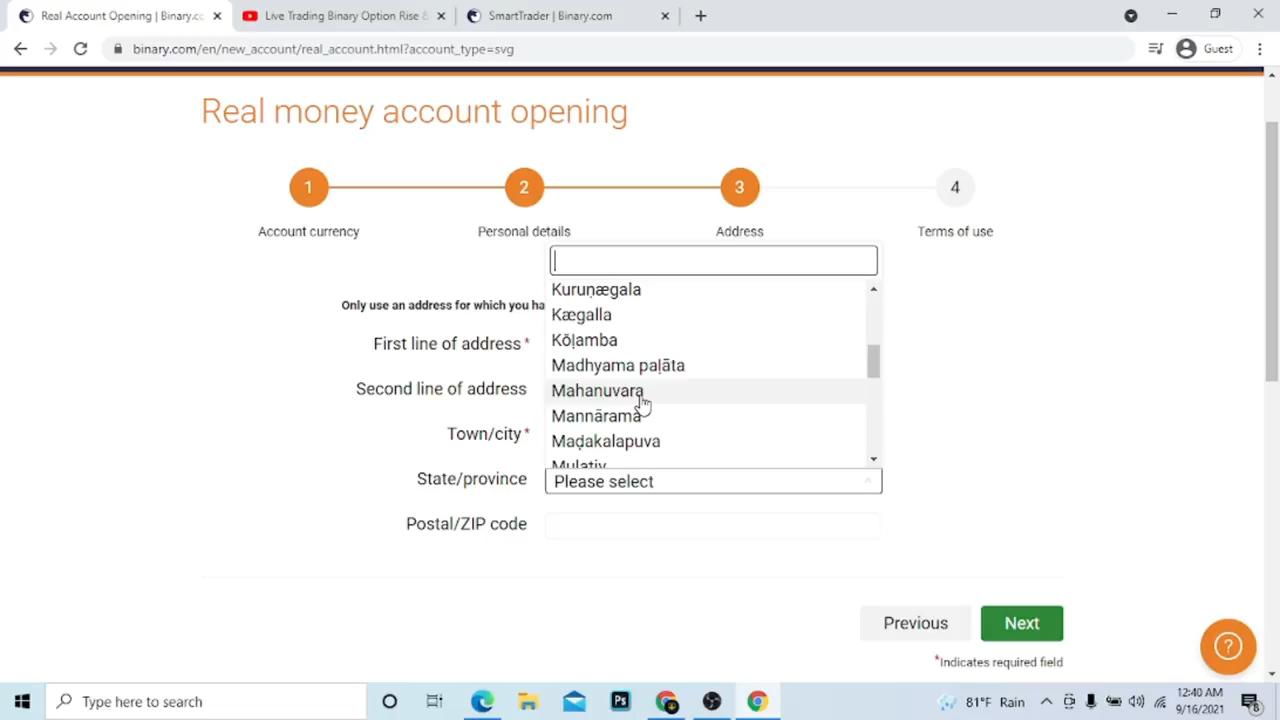 Real Account Opening | Binary.c
Live Trading Binary Option Rise &
SmartTrader | Binary.com
binary.com/en/new_account/real_account.html?account_type=svg
Guest
Real money account opening
1
2
3
4
Account currency
Personal details
Address
Terms of use
Only use an address for which you ha
First line of address *
Second line of address
Town/city *
State/province
Postal/ZIP code
Kuruṇægala
Kægalla
Kŏḷamba
Madhyama paḷāta
Mahanuvara
Mannārama
Maḍakalapuva
Mulativ
Please select
Previous
Next
?
*Indicates required field
Type here to search
Ps
81°F Rain
12:40 AM
9/16/2021
8